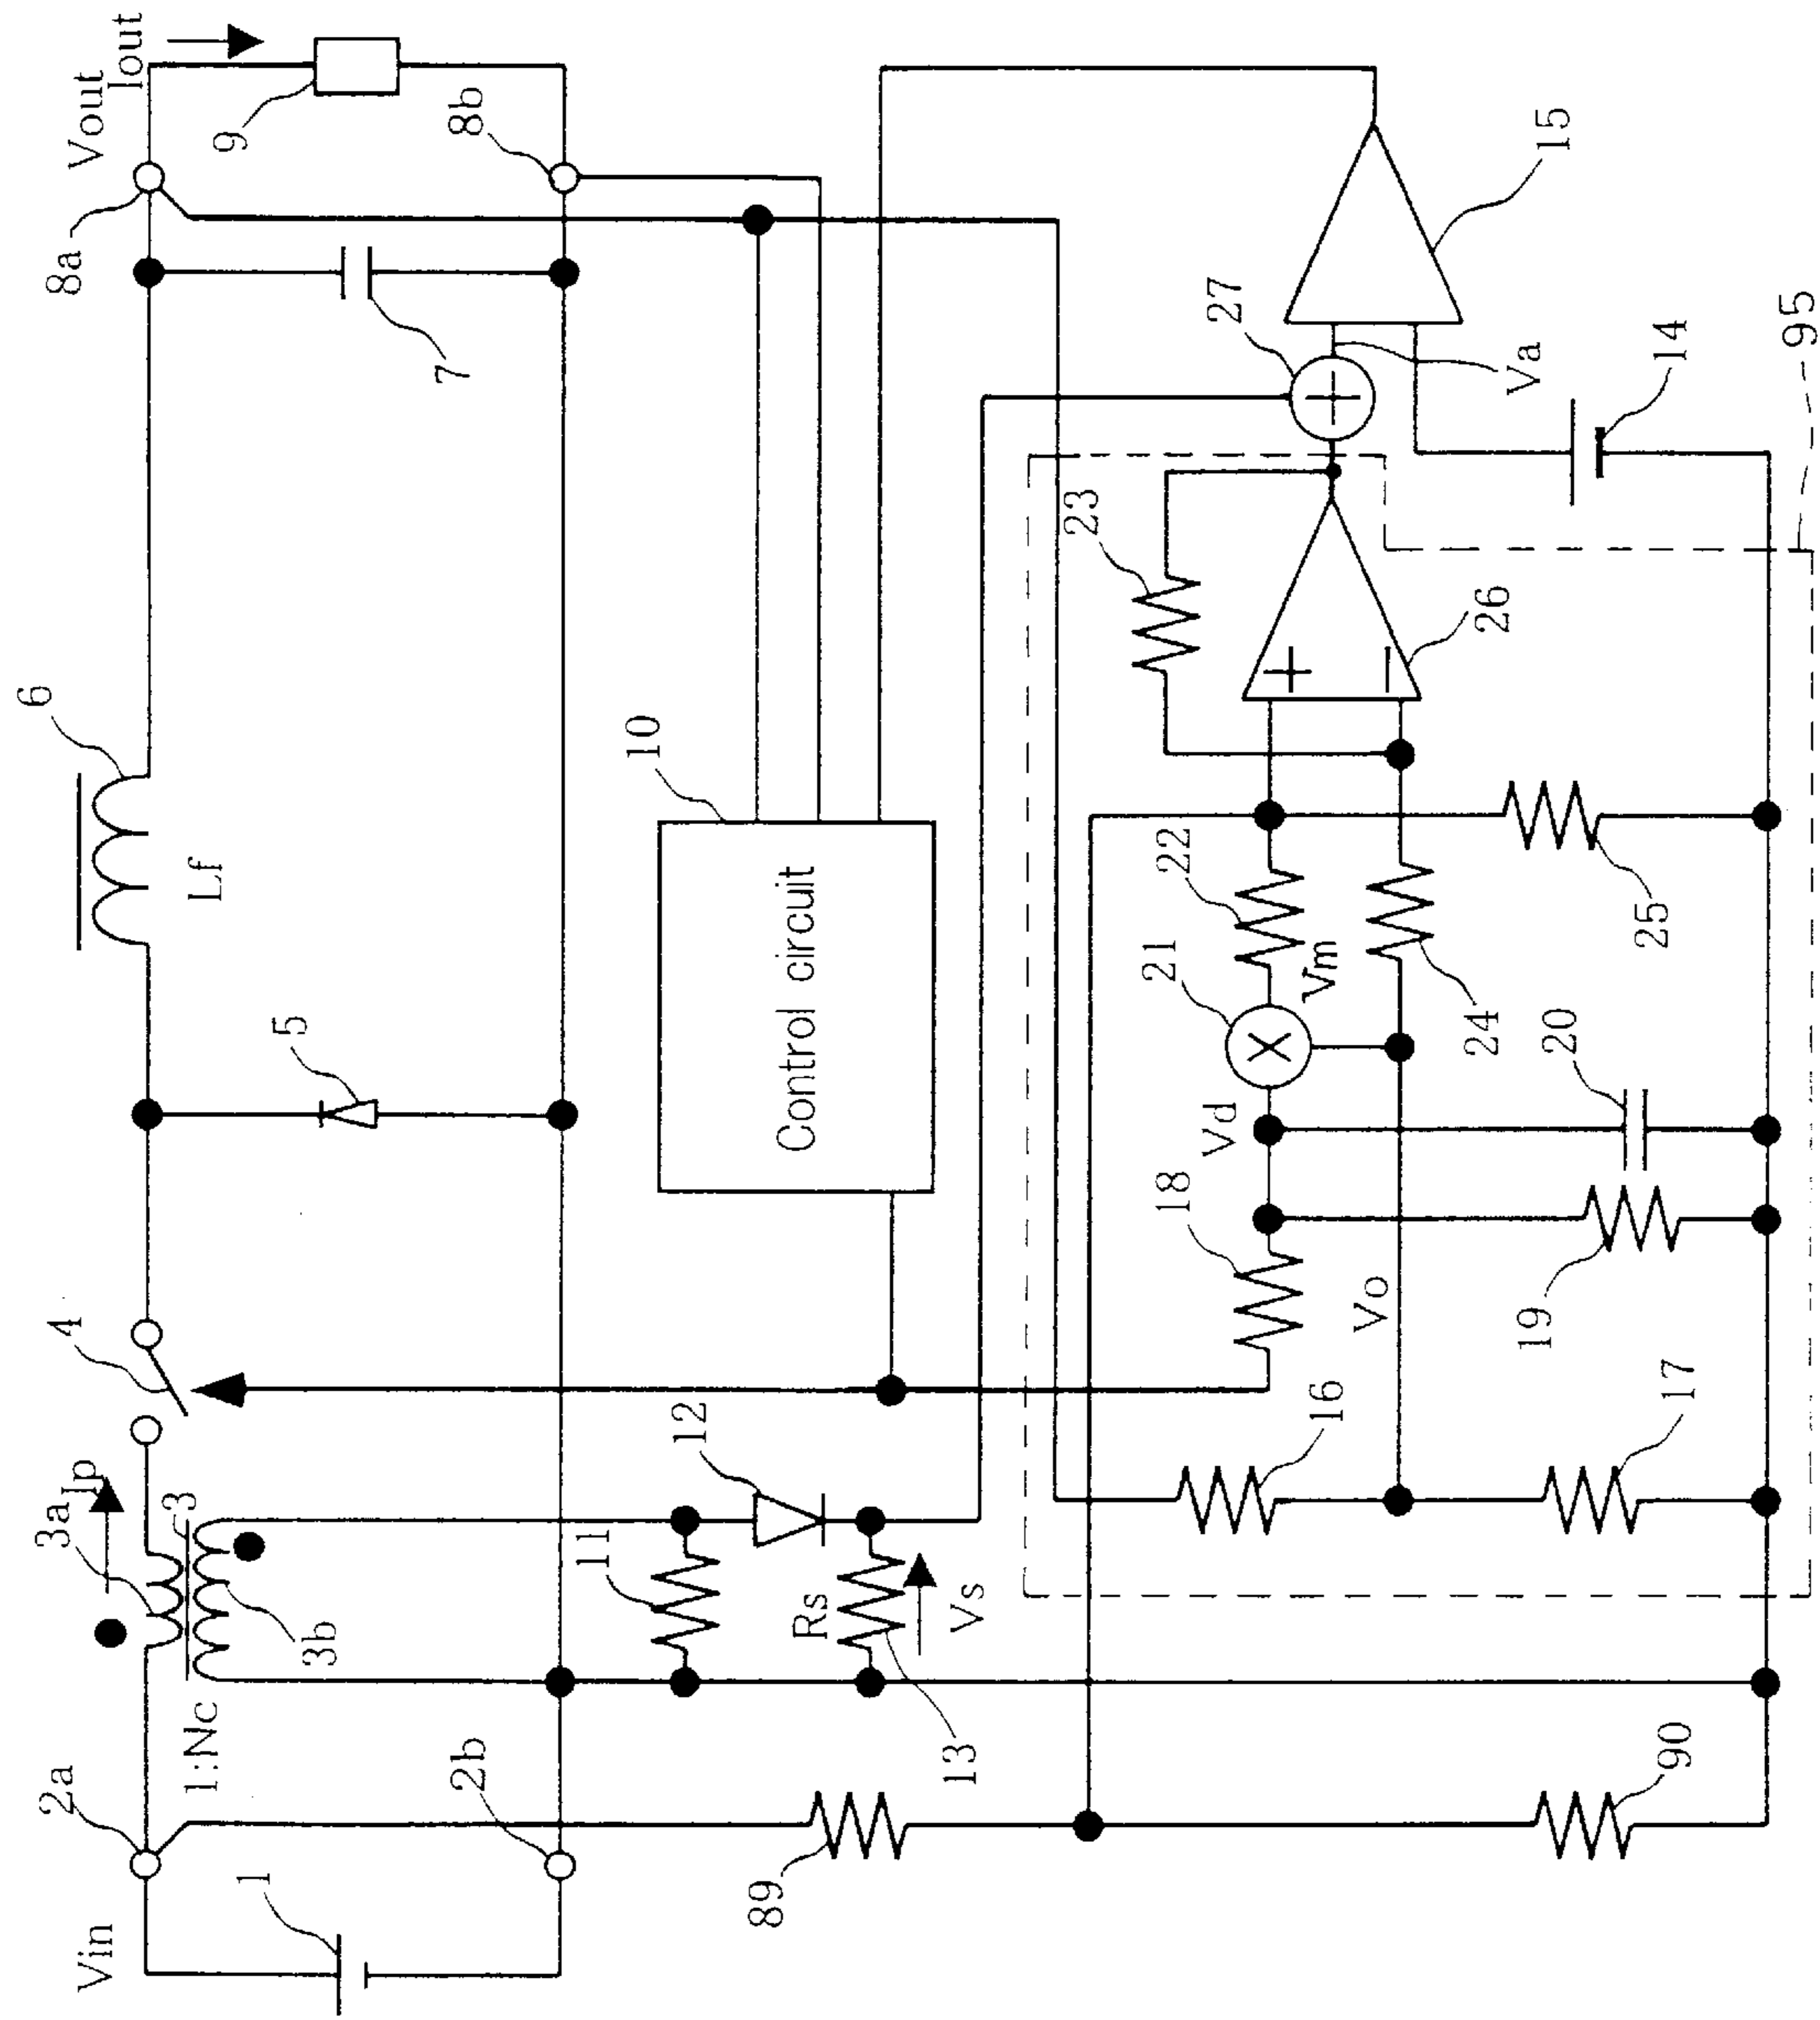 Vin
1
2a
2b
1:Nc
3a
Ip
3
3b
4
5
6
Lf
7
8a
Vout
Iout
9
8b
10
Control circuit
11
12
Rs
Vs
13
89
90
16
17
18
19
Vo
Vd
20
21
Vm
22
24
25
23
+
−
26
27
Va
15
14
95